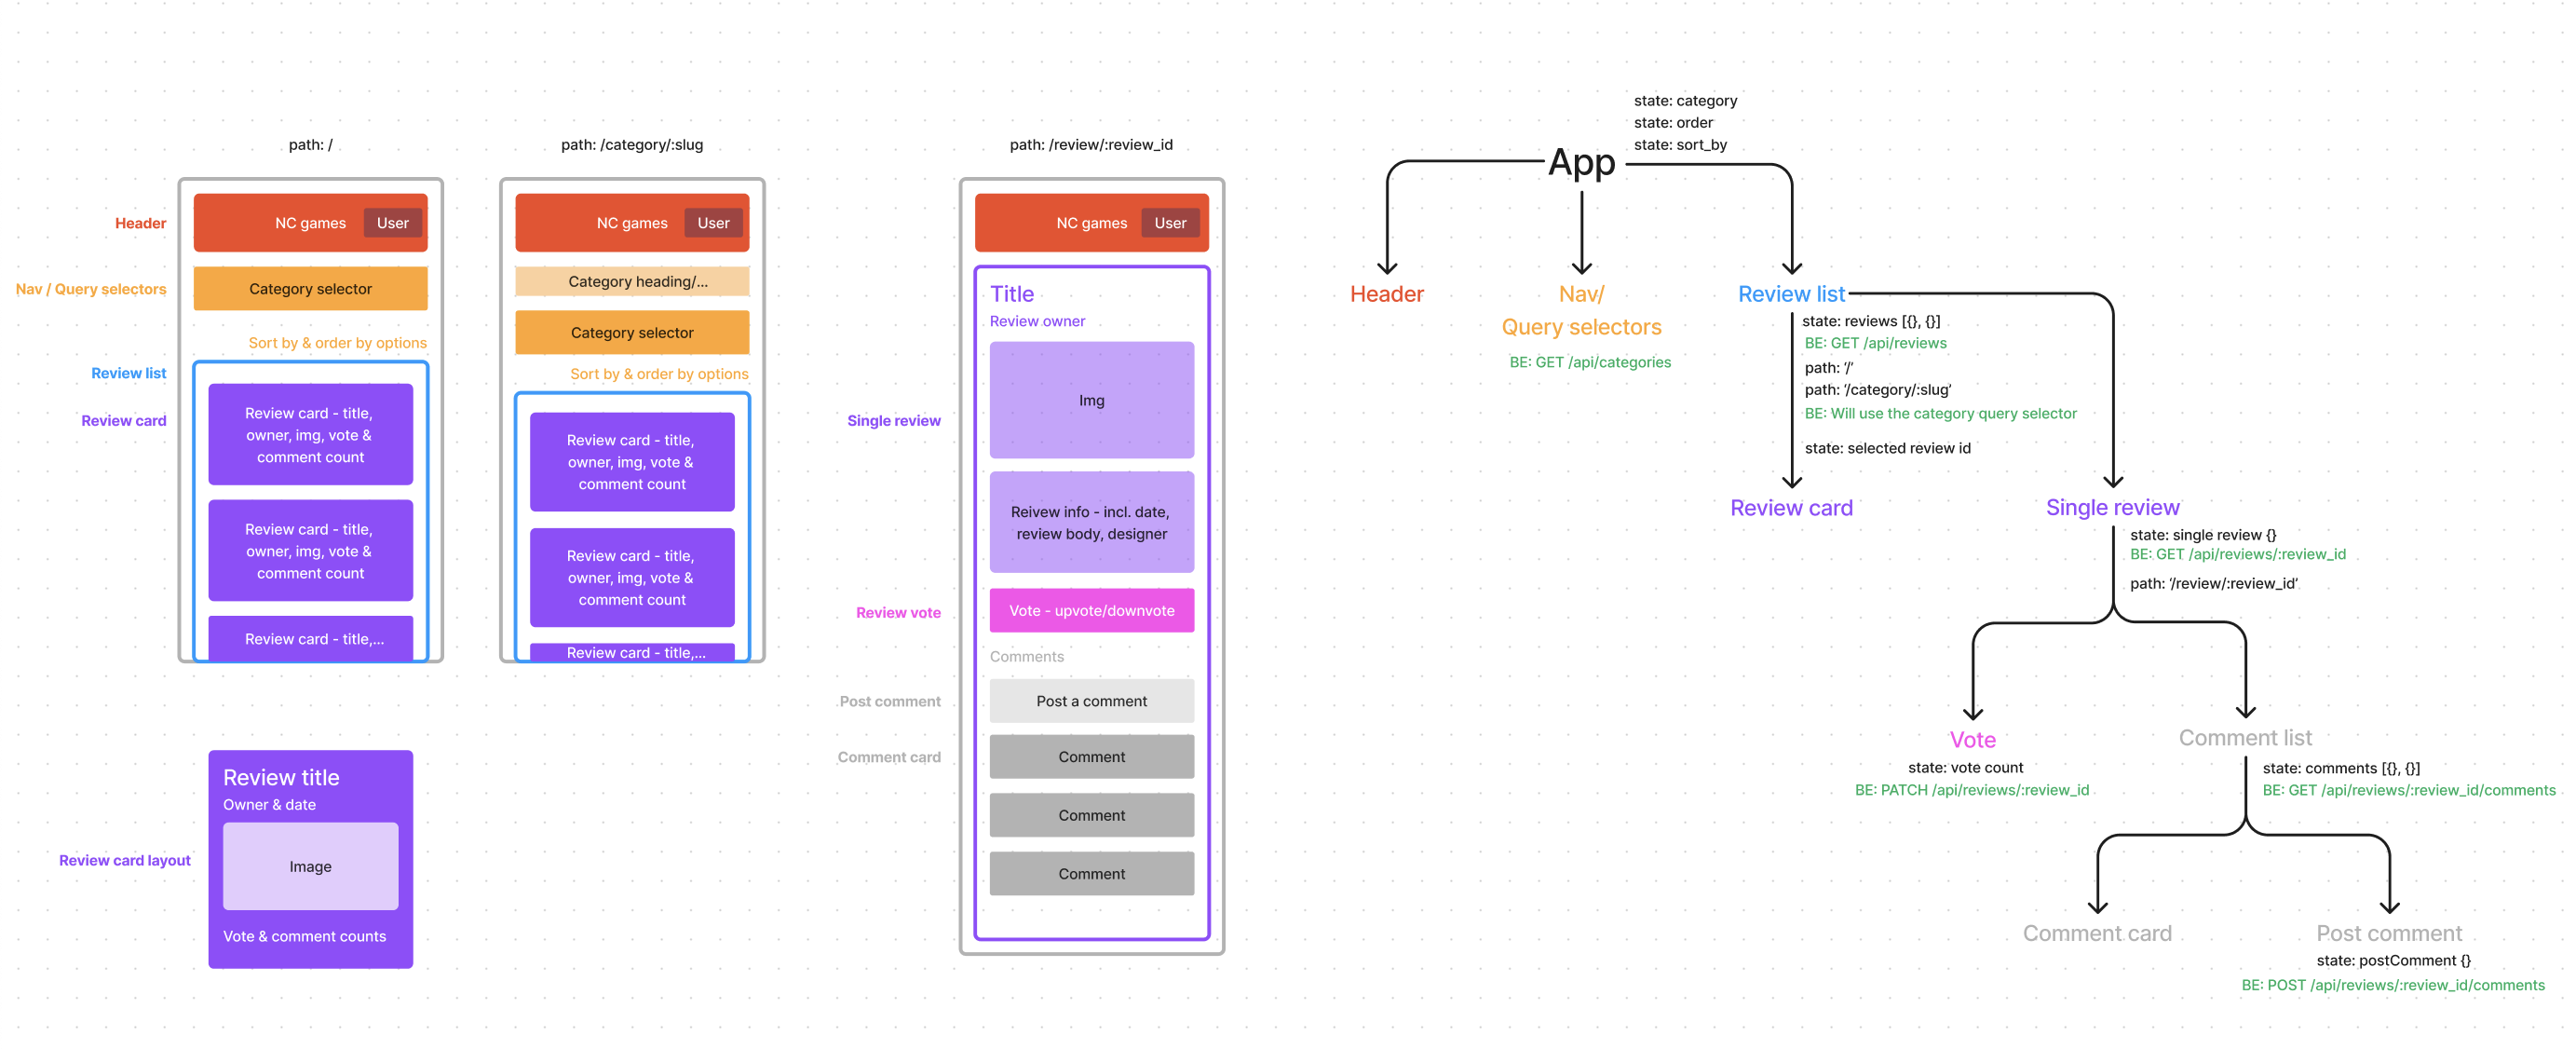 path: /
Header
NC games
User
Nav / Query selectors
Category selector
Sort by & order by options
Review list
Review card
Review card - title,
owner, img, vote &
comment count
Review card - title,
owner, img, vote &
comment count
Review card - title,...
path: /category/:slug
NC games
User
Category heading/...
Category selector
Sort by & order by options
Review card - title,
owner, img, vote &
comment count
Review card - title,
owner, img, vote &
comment count
Review card - title,...
Review card layout
Review title
Owner & date
Image
Vote & comment counts
path: /review/:review_id
NC games
User
Single review
Title
Review owner
Img
Reivew info - incl. date,
review body, designer
Review vote
Vote - upvote/downvote
Comments
Post comment
Post a comment
Comment card
Comment
Comment
Comment
App
state: category
state: order
state: sort_by
Header
Nav/
Query selectors
BE: GET /api/categories
Review list
state: reviews [{}, {}]
BE: GET /api/reviews
path: ‘/’
path: ‘/category/:slug’
BE: Will use the category query selector
state: selected review id
Review card
Single review
state: single review {}
BE: GET /api/reviews/:review_id
path: ‘/review/:review_id’
Vote
state: vote count
BE: PATCH /api/reviews/:review_id
Comment list
state: comments [{}, {}]
BE: GET /api/reviews/:review_id/comments
Comment card
Post comment
state: postComment {}
BE: POST /api/reviews/:review_id/comments